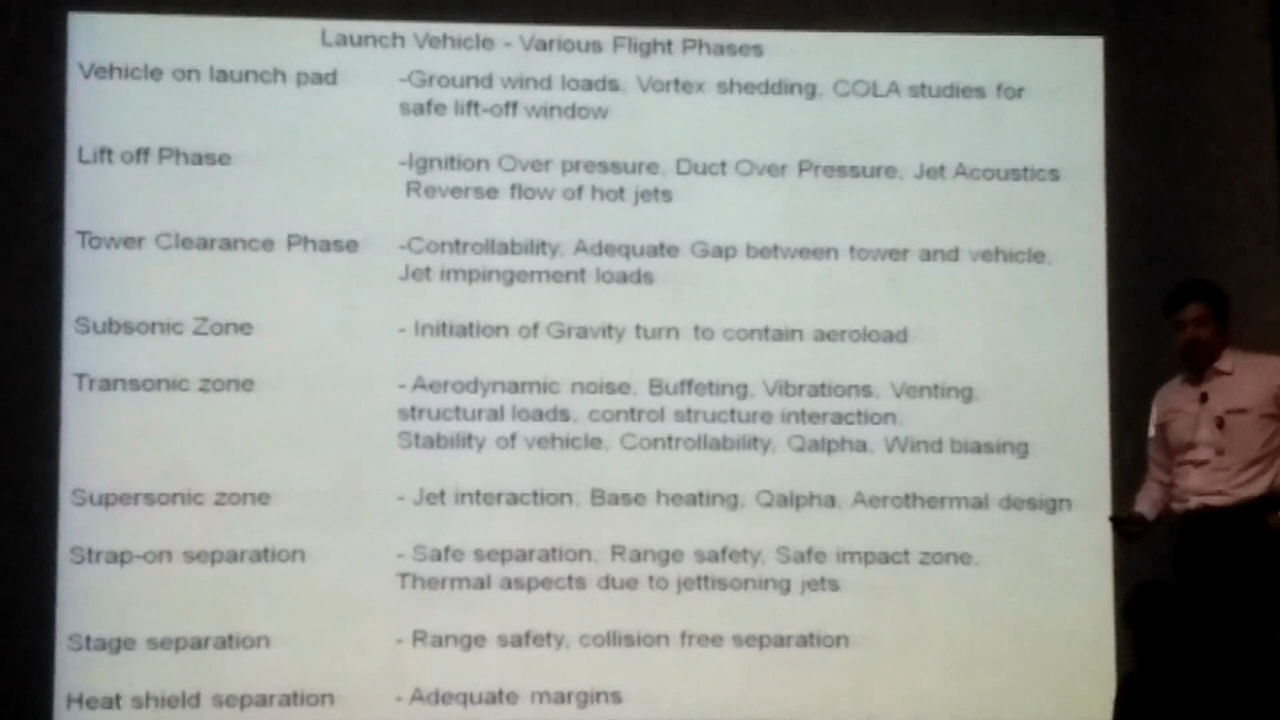 Launch Vehicle - Various Flight Phases
Vehicle on launch pad -Ground wind loads, Vortex shedding, COLA studies for
safe lift-off window
Lift off Phase -Ignition Over pressure, Duct Over Pressure, Jet Acoustics
Reverse flow of hot jets
Tower Clearance Phase -Controllability, Adequate Gap between tower and vehicle,
Jet impingement loads
Subsonic Zone - Initiation of Gravity turn to contain aeroload
Transonic zone - Aerodynamic noise, Buffeting, Vibrations, Venting,
structural loads, control structure interaction,
Stability of vehicle, Controllability, Qalpha, Wind biasing
Supersonic zone - Jet interaction, Base heating, Qalpha, Aerothermal design
Strap-on separation - Safe separation, Range safety, Safe impact zone,
Thermal aspects due to jettisoning jets
Stage separation - Range safety, collision free separation
Heat shield separation - Adequate margins